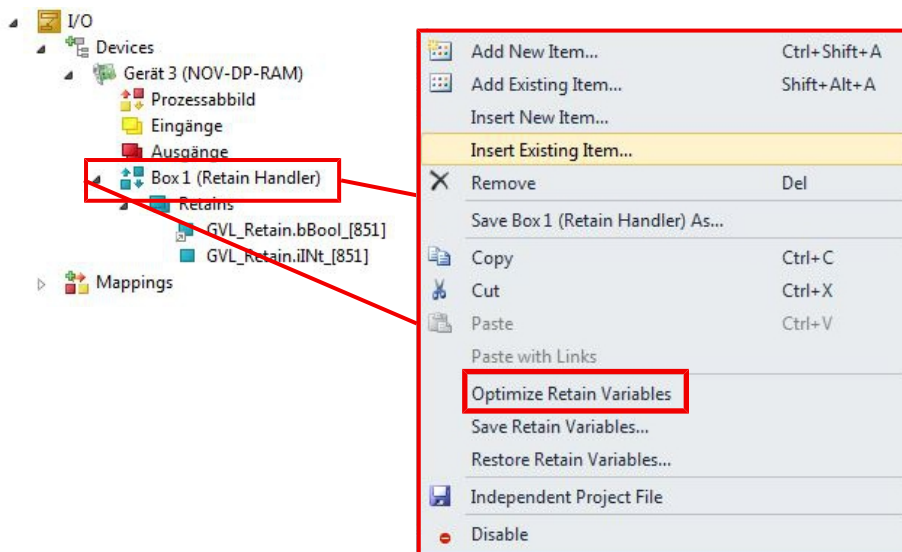 I/O
Devices
Gerät 3 (NOV-DP-RAM)
Prozessabbild
Eingänge
Ausgänge
Box 1 (Retain Handler)
Retains
GVL_Retain.bBool_[851]
GVL_Retain.iINt_[851]
Mappings
Add New Item... Ctrl+Shift+A
Add Existing Item... Shift+Alt+A
Insert New Item...
Insert Existing Item...
Remove Del
Save Box 1 (Retain Handler) As...
Copy Ctrl+C
Cut Ctrl+X
Paste Ctrl+V
Paste with Links
Optimize Retain Variables
Save Retain Variables...
Restore Retain Variables...
Independent Project File
Disable